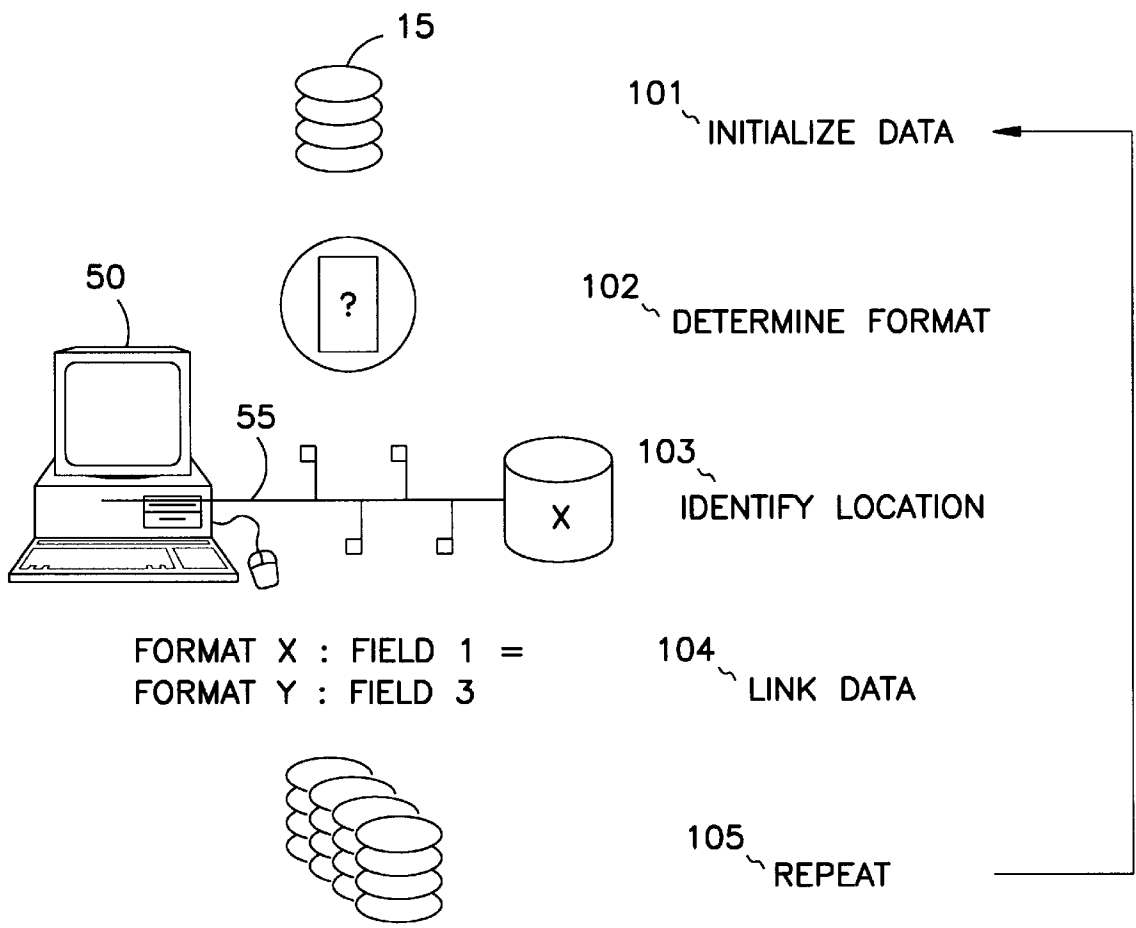 15
101
INITIALIZE DATA
?
102
DETERMINE FORMAT
50
55
X
103
IDENTIFY LOCATION
FORMAT X : FIELD 1 =
FORMAT Y : FIELD 3
104
LINK DATA
105
REPEAT